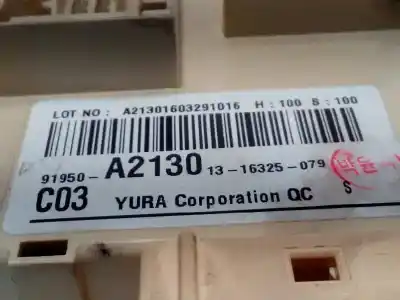 LOT NO : A21301603291016 H : 100 S : 100
91950- A2130 13-16325-079
C03 YURA Corporation QC S